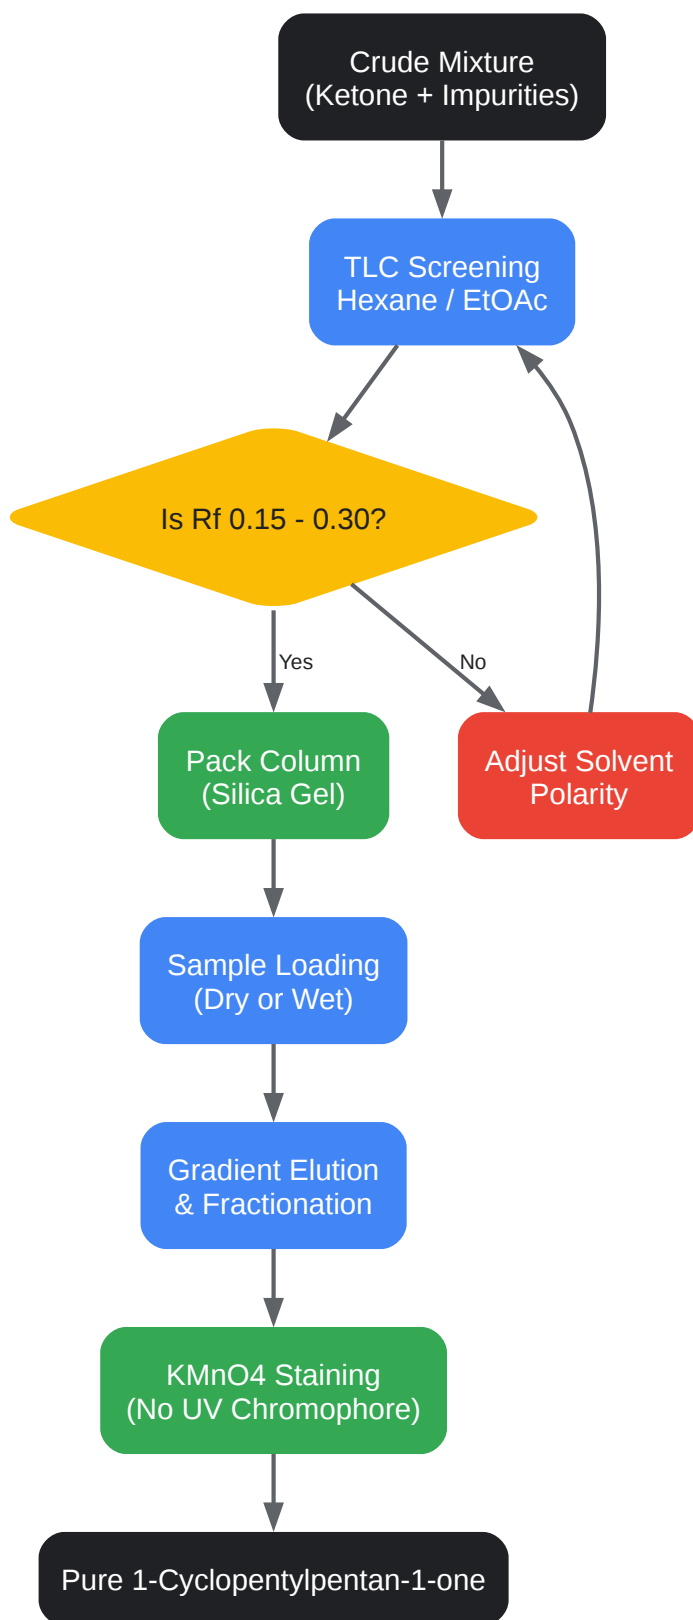 Crude Mixture
(Ketone + Impurities)
TLC Screening
Hexane / EtOAc
Is Rf 0.15 - 0.30?
Yes
No
Pack Column
(Silica Gel)
Adjust Solvent
Polarity
Sample Loading
(Dry or Wet)
Gradient Elution
& Fractionation
KMnO4 Staining
(No UV Chromophore)
Pure 1-Cyclopentylpentan-1-one